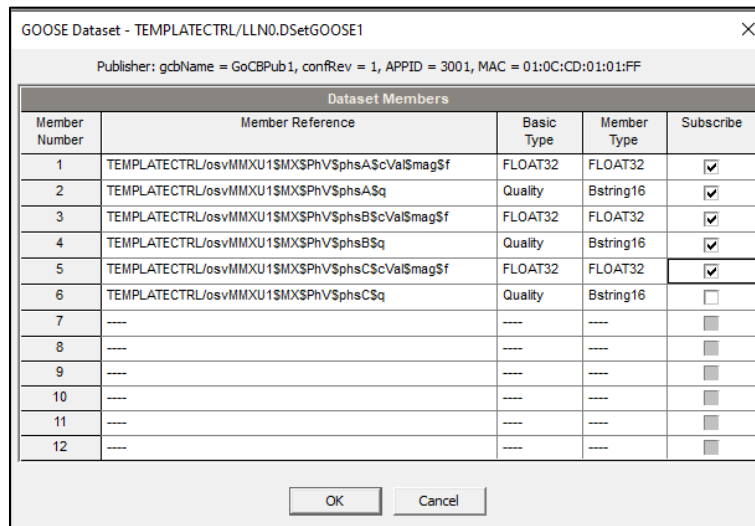 GOOSE Dataset - TEMPLATECTRL/LLN0.DSetGOOSE1
Publisher: gcbName = GoCBPub1, confRev = 1, APPID = 3001, MAC = 01:0C:CD:01:01:FF
Dataset Members
Member Number Member Reference Basic Type Member Type Subscribe
1 TEMPLATECTRL/osvMMXU1$MX$PhV$phsA$cVal$mag$f FLOAT32 FLOAT32
2 TEMPLATECTRL/osvMMXU1$MX$PhV$phsA$q Quality Bstring16
3 TEMPLATECTRL/osvMMXU1$MX$PhV$phsB$cVal$mag$f FLOAT32 FLOAT32
4 TEMPLATECTRL/osvMMXU1$MX$PhV$phsB$q Quality Bstring16
5 TEMPLATECTRL/osvMMXU1$MX$PhV$phsC$cVal$mag$f FLOAT32 FLOAT32
6 TEMPLATECTRL/osvMMXU1$MX$PhV$phsC$q Quality Bstring16
7 ---- ---- ----
8 ---- ---- ----
9 ---- ---- ----
10 ---- ---- ----
11 ---- ---- ----
12 ---- ---- ----
OK Cancel